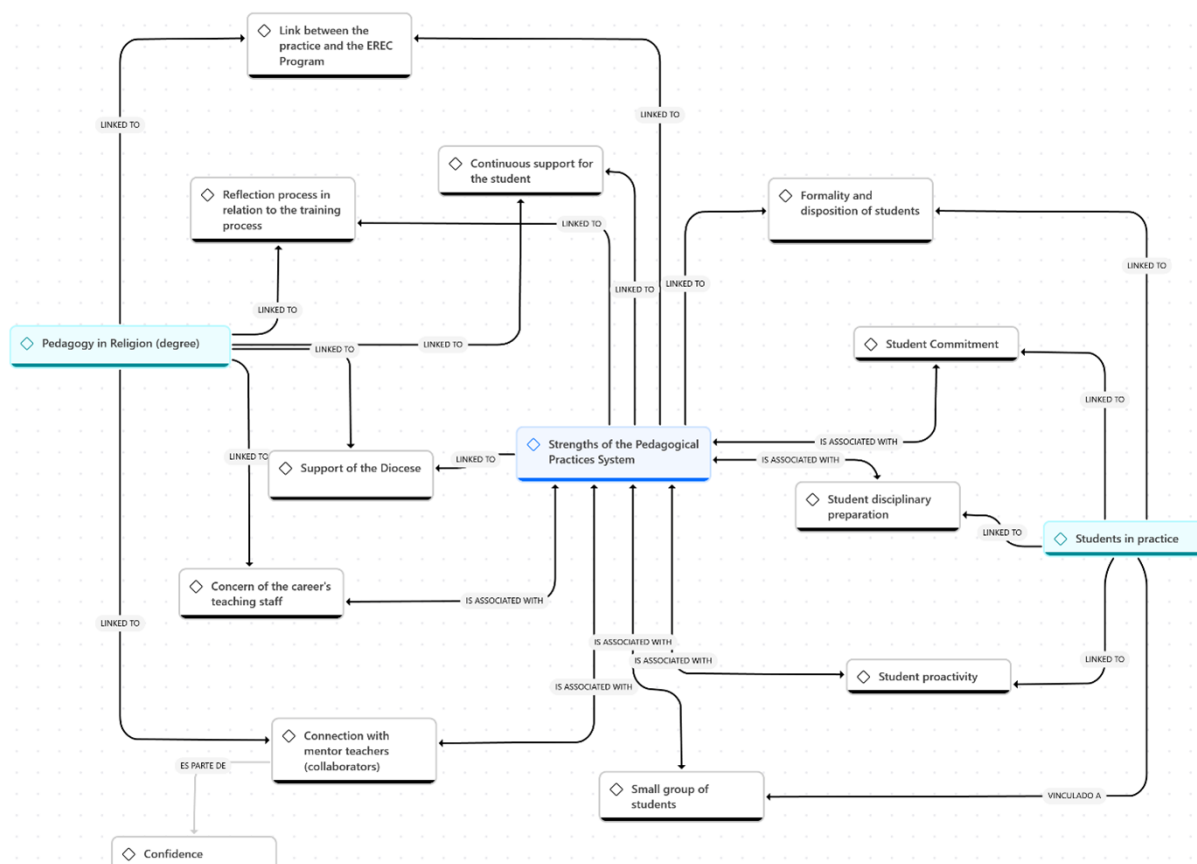 Link between the
practice and the EREC
Program
LINKED TO
LINKED TO
Continuous support for
the student
Reflection process in
relation to the training
process
Formality and
disposition of students
LINKED TO
LINKED TO
LINKED TO
LINKED TO
LINKED TO
Pedagogy in Religion (degree)
LINKED TO
LINKED TO
Student Commitment
LINKED TO
Strengths of the Pedagogical
Practices System
IS ASSOCIATED WITH
LINKED TO
LINKED TO
IS ASSOCIATED WITH
Support of the Diocese
Student disciplinary
preparation
LINKED TO
Students in practice
Concern of the career's
teaching staff
IS ASSOCIATED WITH
LINKED TO
IS ASSOCIATED WITH
IS ASSOCIATED WITH
LINKED TO
Student proactivity
IS ASSOCIATED WITH
Connection with
mentor teachers
(collaborators)
ES PARTE DE
Small group of
students
VINCULADO A
Confidence